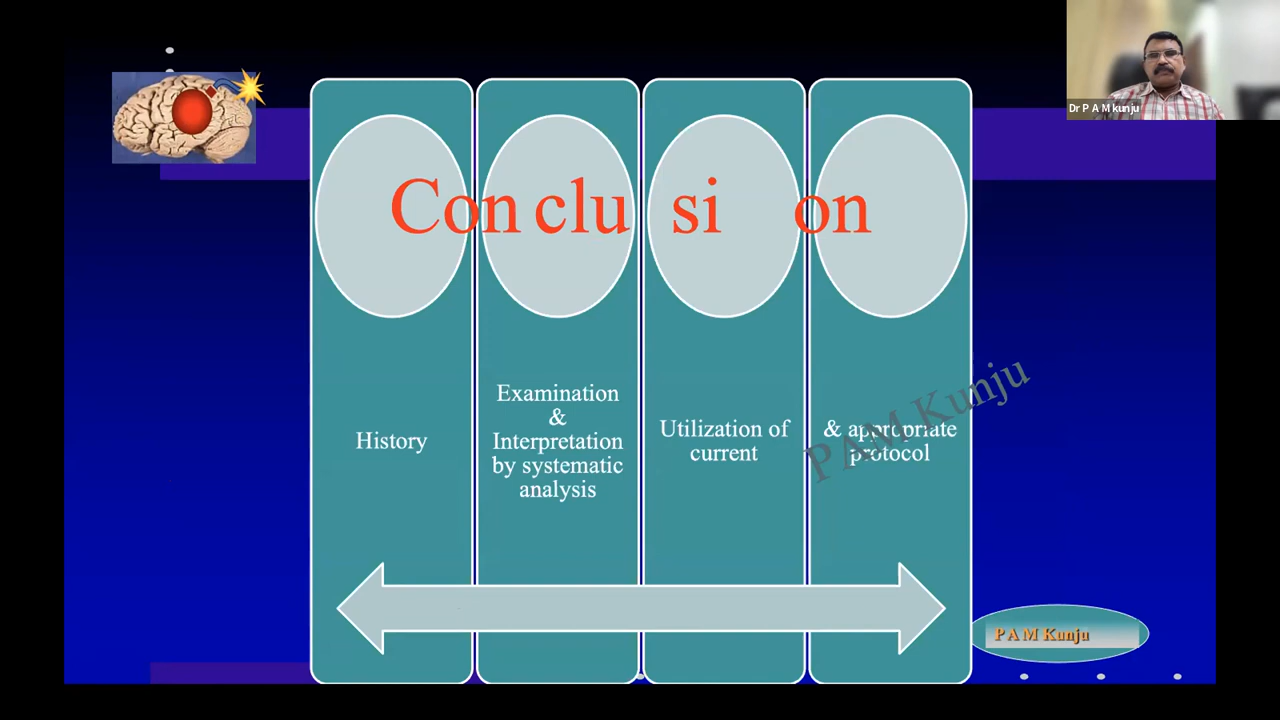 Dr P A M kunju
Con clu si on
History
Examination
&
Interpretation
by systematic
analysis
Utilization of
current
& appropriate
protocol
PAM Kunju
P A M Kunju